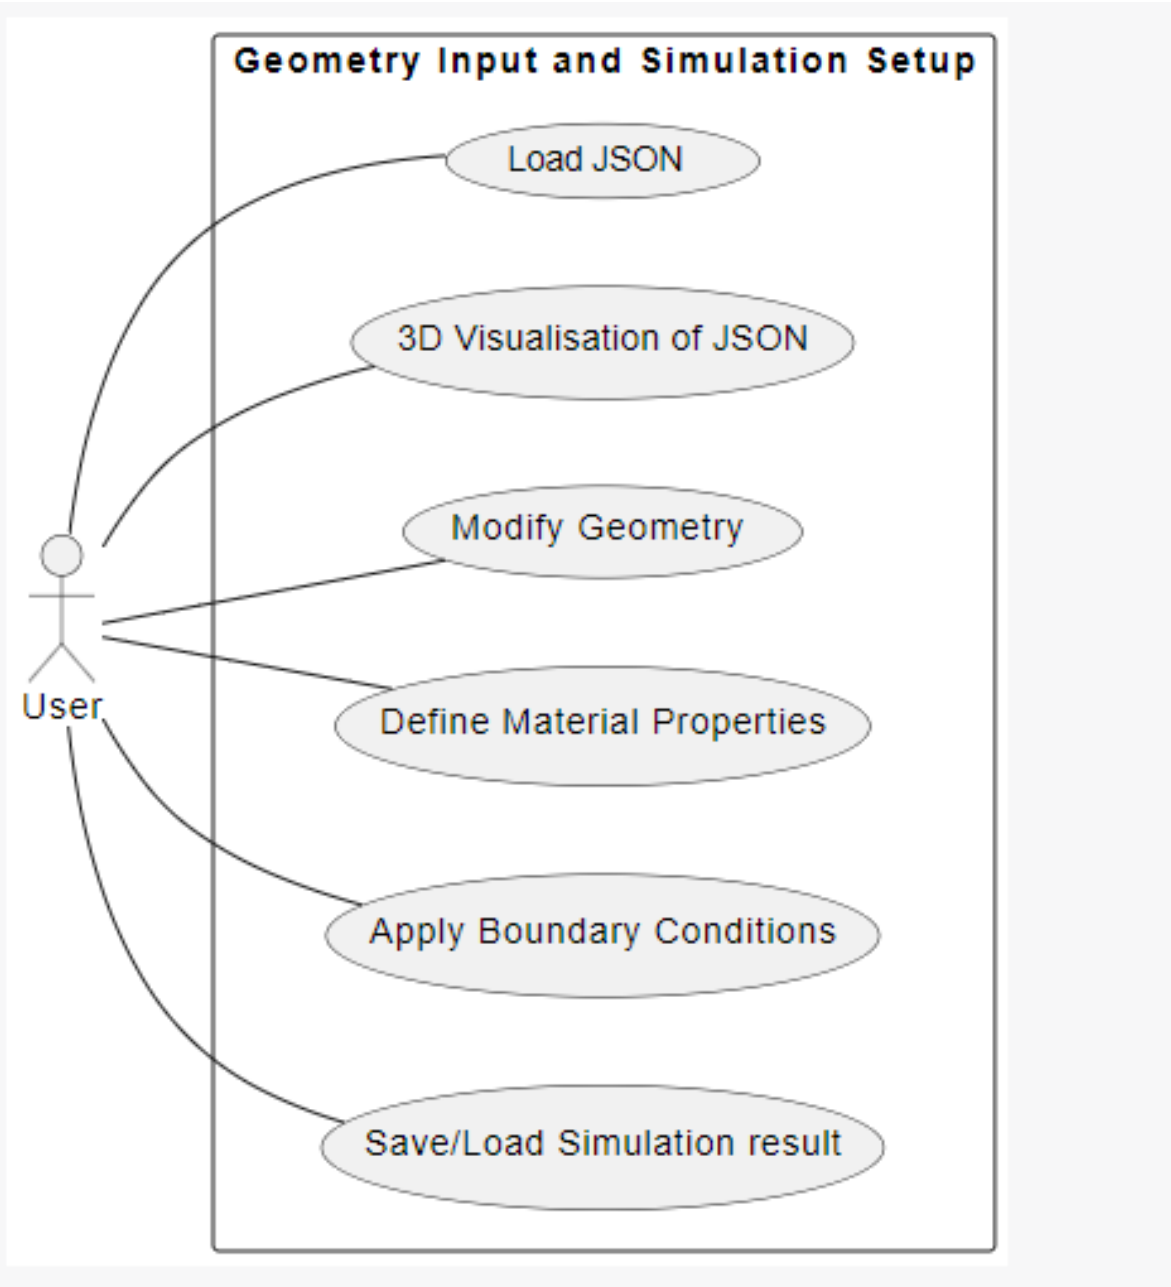 Geometry Input and Simulation Setup
Load JSON
3D Visualisation of JSON
Modify Geometry
Define Material Properties
User
Apply Boundary Conditions
Save/Load Simulation result